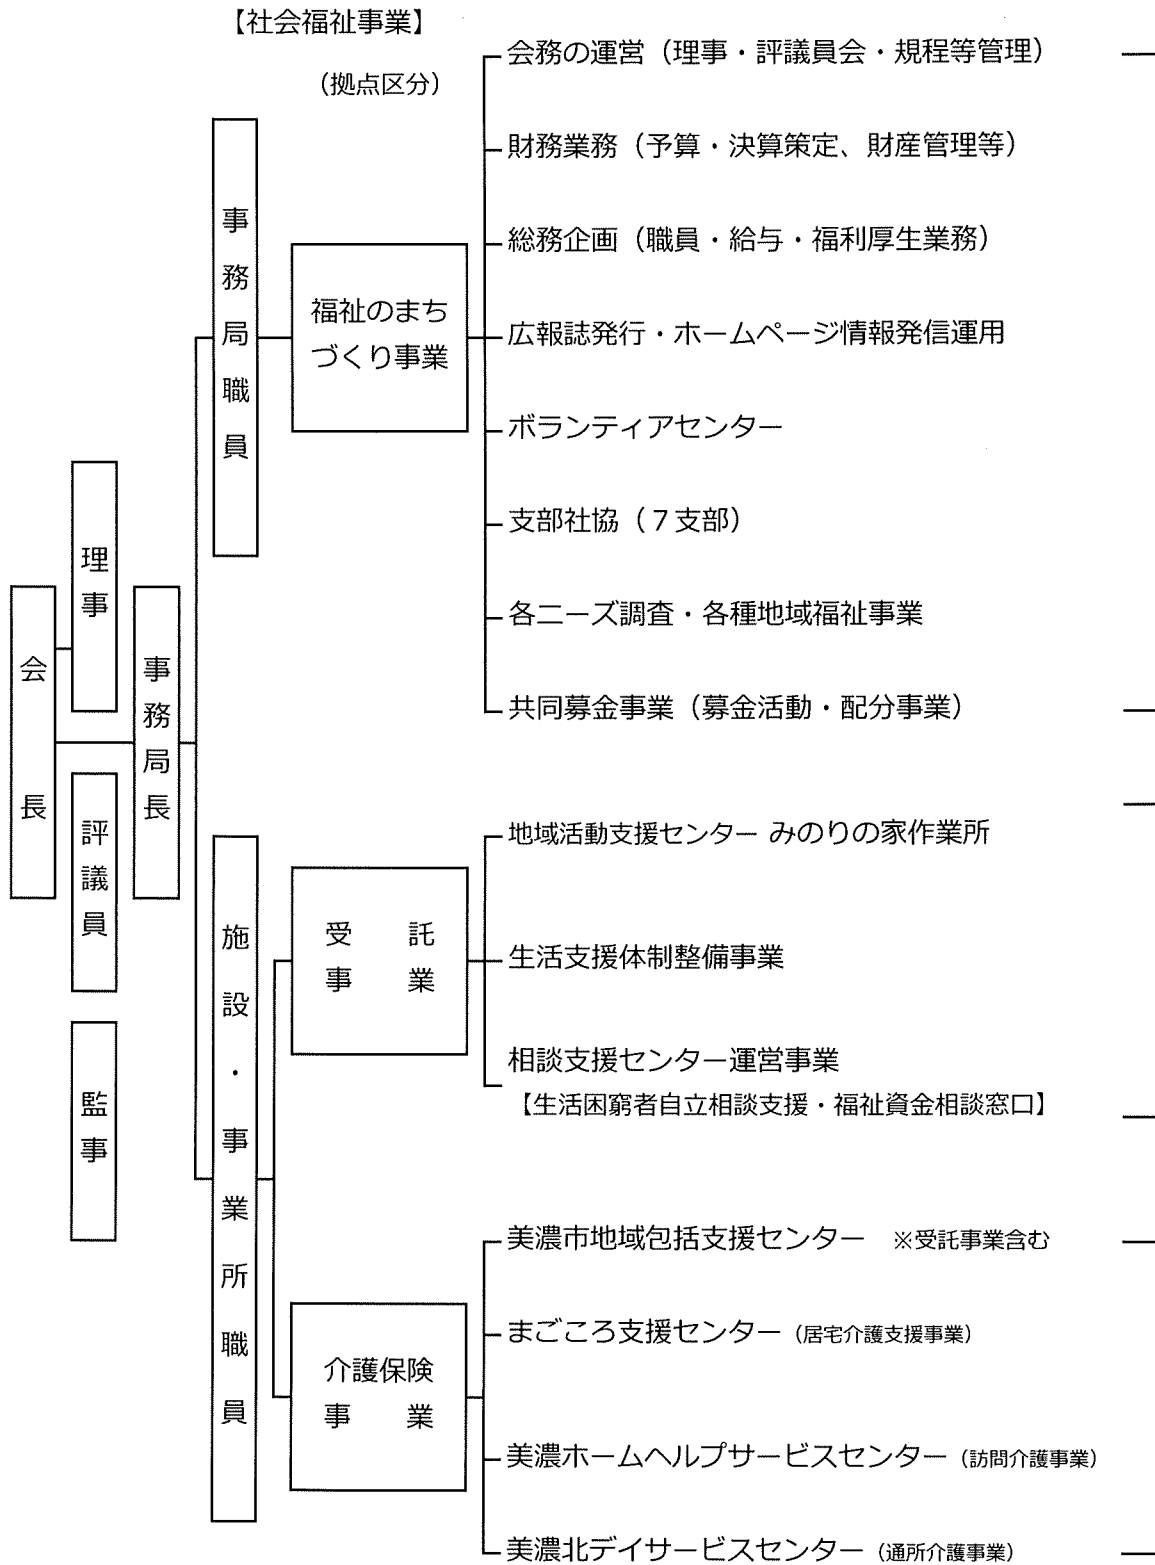 【社会福祉事業】
（拠点区分）
会長
理事
評議員
監事
事務局長
事務局職員
福祉のまち
づくり事業
会務の運営（理事・評議員会・規程等管理）
財務業務（予算・決算策定、財産管理等）
総務企画（職員・給与・福利厚生業務）
広報誌発行・ホームページ情報発信運用
ボランティアセンター
支部社協（７支部）
各ニーズ調査・各種地域福祉事業
共同募金事業（募金活動・配分事業）
施設・事業所職員
受託
事業
地域活動支援センター みのりの家作業所
生活支援体制整備事業
相談支援センター運営事業
【生活困窮者自立相談支援・福祉資金相談窓口】
介護保険
事業
美濃市地域包括支援センター ※受託事業含む
まごころ支援センター（居宅介護支援事業）
美濃ホームヘルプサービスセンター（訪問介護事業）
美濃北デイサービスセンター（通所介護事業）